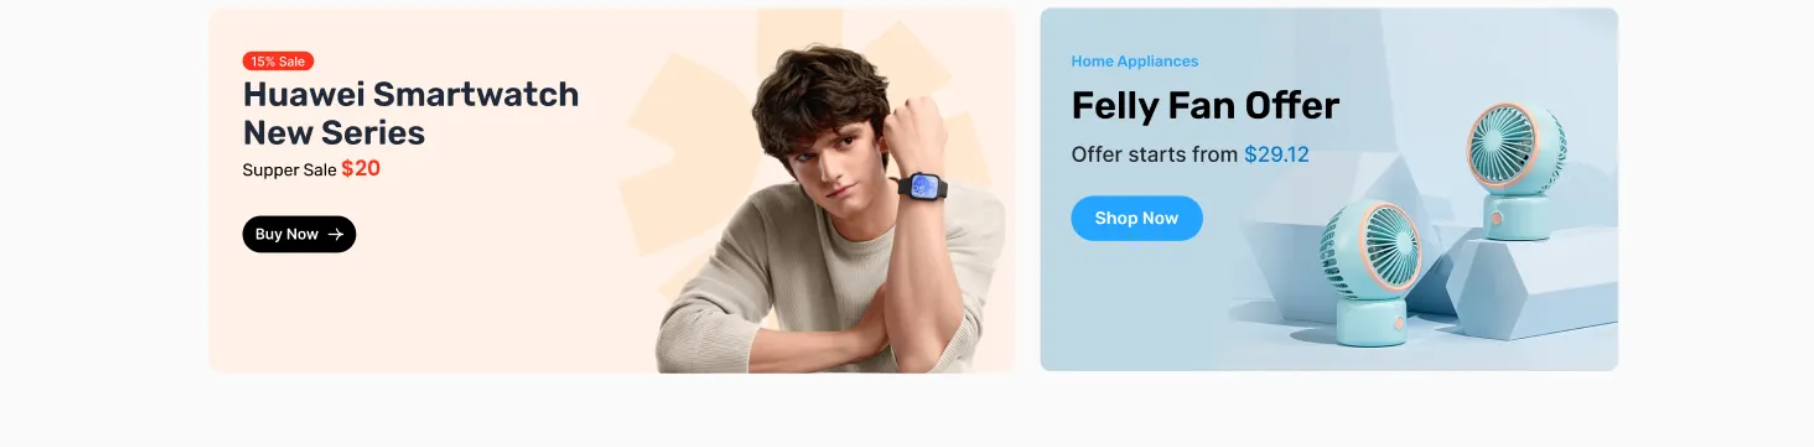 15% Sale
Huawei Smartwatch
New Series
Supper Sale $20
Buy Now →
Home Appliances
Felly Fan Offer
Offer starts from $29.12
Shop Now